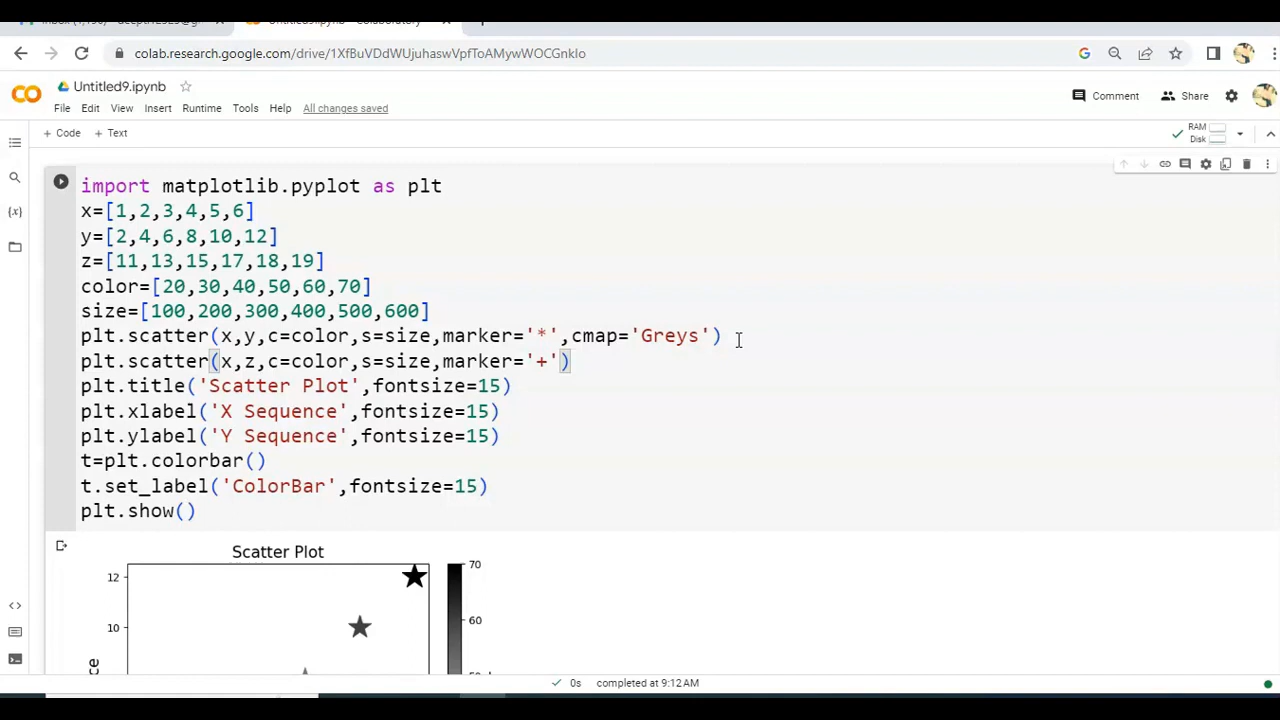 colab.research.google.com/drive/1XfBuVDdWUjuhaswVpfToAMywWOCGnkIo
Untitled9.ipynb
Comment
Share
File Edit View Insert Runtime Tools Help All changes saved
+ Code + Text
RAM
Disk
import matplotlib.pyplot as plt
x=[1,2,3,4,5,6]
y=[2,4,6,8,10,12]
z=[11,13,15,17,18,19]
color=[20,30,40,50,60,70]
size=[100,200,300,400,500,600]
plt.scatter(x,y,c=color,s=size,marker='*',cmap='Greys')
plt.scatter(x,z,c=color,s=size,marker='+')
plt.title('Scatter Plot',fontsize=15)
plt.xlabel('X Sequence',fontsize=15)
plt.ylabel('Y Sequence',fontsize=15)
t=plt.colorbar()
t.set_label('ColorBar',fontsize=15)
plt.show()
Scatter Plot
12
70
60
10
0s completed at 9:12 AM